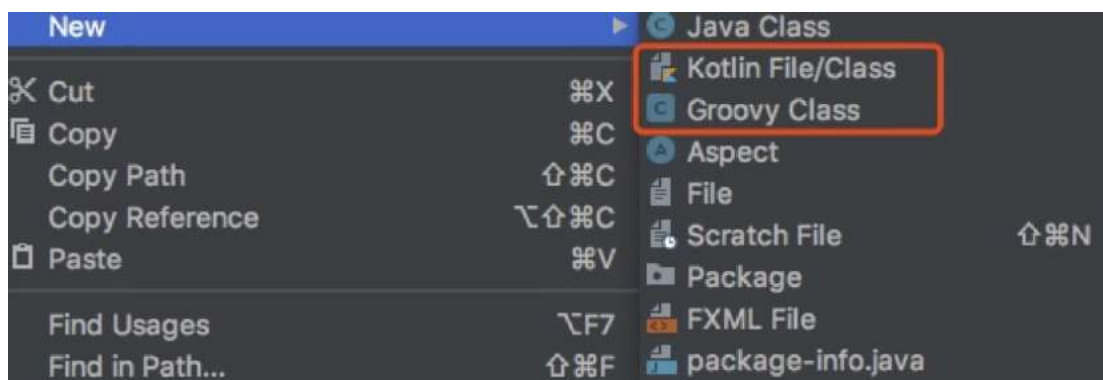 New
Cut ⌘X
Copy ⌘C
Copy Path ⇧⌘C
Copy Reference ⌥⇧⌘C
Paste ⌘V
Find Usages ⌥F7
Find in Path... ⇧⌘F
Java Class
Kotlin File/Class
Groovy Class
Aspect
File
Scratch File ⇧⌘N
Package
FXML File
package-info.java